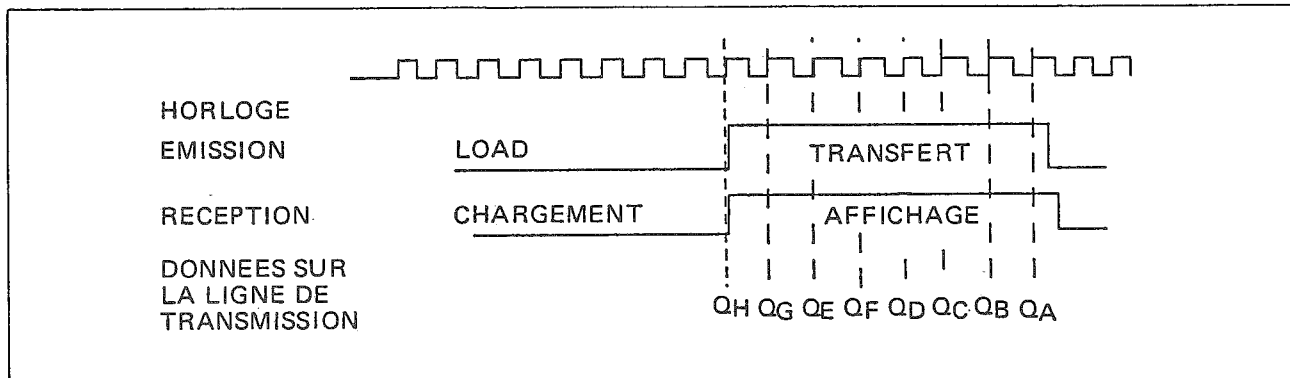 HORLOGE
EMISSION LOAD TRANSFERT
RECEPTION CHARGEMENT AFFICHAGE
DONNEES SUR
LA LIGNE DE
TRANSMISSION QH QG QE QF QD QC QB QA